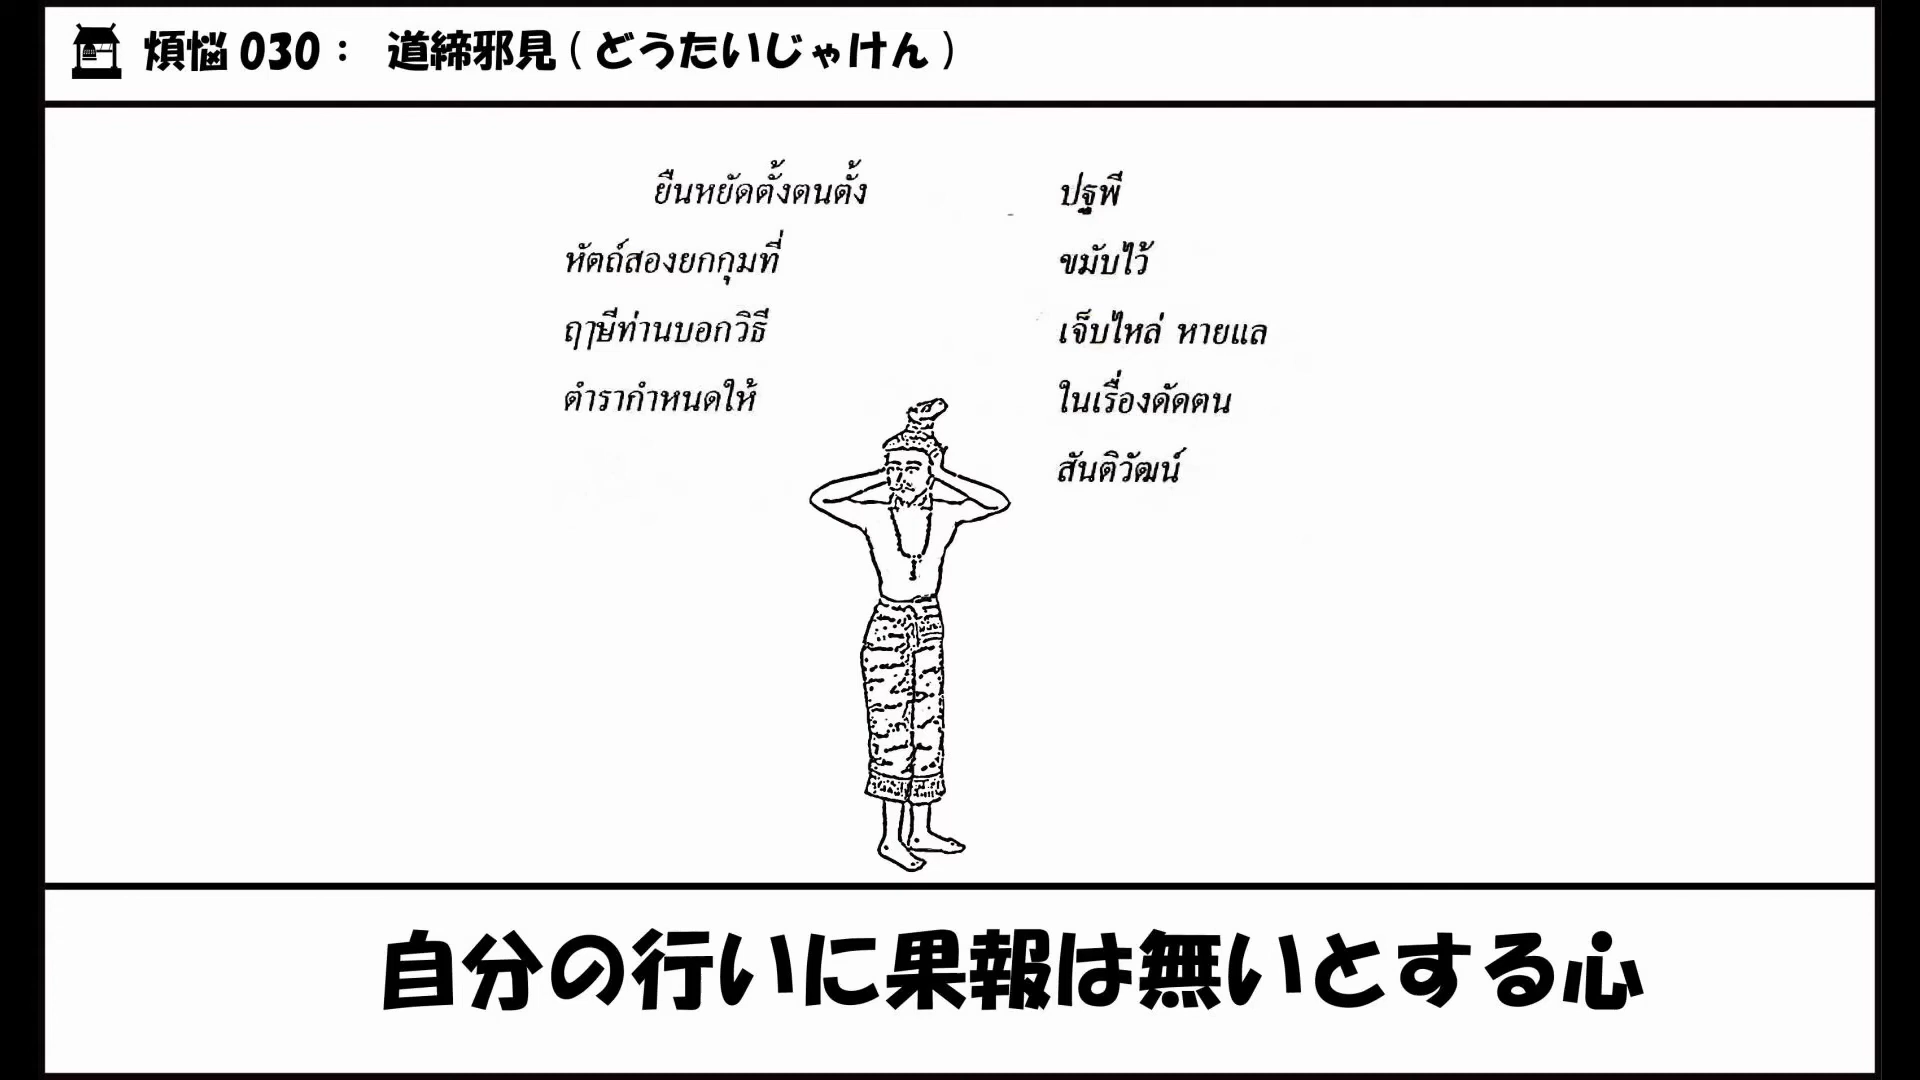 煩悩030： 道締邪見(どうたいじゃけん)
ยืนหยัดตั้งตนตั้ง ปฐพี
หัตถ์สองยกกุมที่ ขมับไว้
ฤๅษีท่านบอกวิธี เจ็บไหล่ หายแล
ตำรากำหนดให้ ในเรื่องดัดตน
สันติวัฒน์
自分の行いに果報は無いとする心